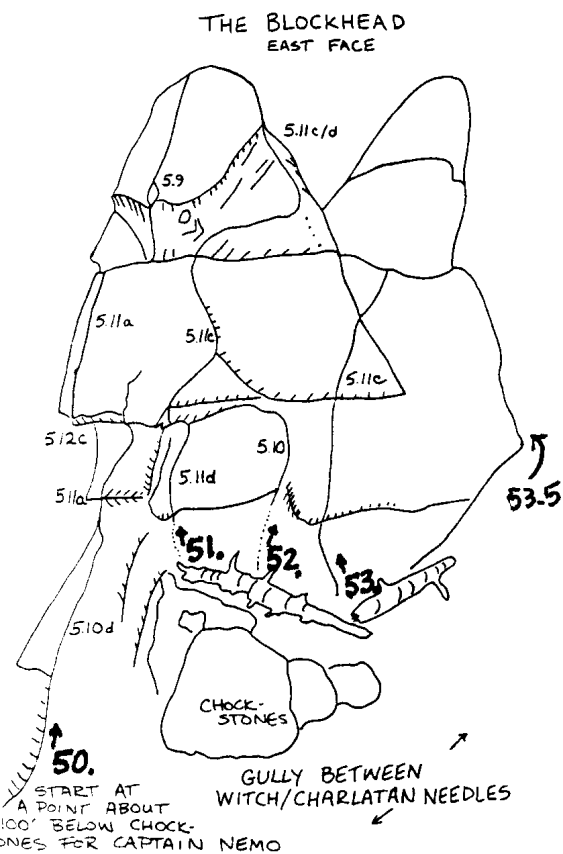 THE BLOCKHEAD
EAST FACE
5.11c/d
5.9
5.11a
5.11c
5.11c
5.12c
5.10
5.11d
5.11a
53.5
51.
52.
53.
5.10d
CHOCK-
STONES
50.
GULLY BETWEEN
WITCH/CHARLATAN NEEDLES
START AT
A POINT ABOUT
100' BELOW CHOCK-
ONES FOR CAPTAIN NEMO